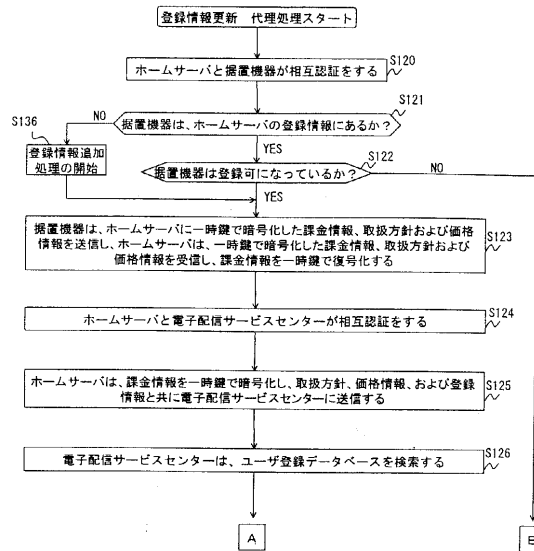 登録情報更新　代理処理スタート
S120
ホームサーバと据置機器が相互認証をする
S121
据置機器は、ホームサーバの登録情報にあるか？
NO
S136
YES
登録情報追加
処理の開始
S122
据置機器は登録可になっているか？
NO
YES
据置機器は、ホームサーバに一時鍵で暗号化した課金情報、取扱方針および価格
情報を送信し、ホームサーバは、一時鍵で暗号化した課金情報、取扱方針および
価格情報を受信し、課金情報を一時鍵で復号化する
S123
ホームサーバと電子配信サービスセンターが相互認証をする
S124
ホームサーバは、課金情報を一時鍵で暗号化し、取扱方針、価格情報、および登録
情報と共に電子配信サービスセンターに送信する
S125
電子配信サービスセンターは、ユーザ登録データベースを検索する
S126
A